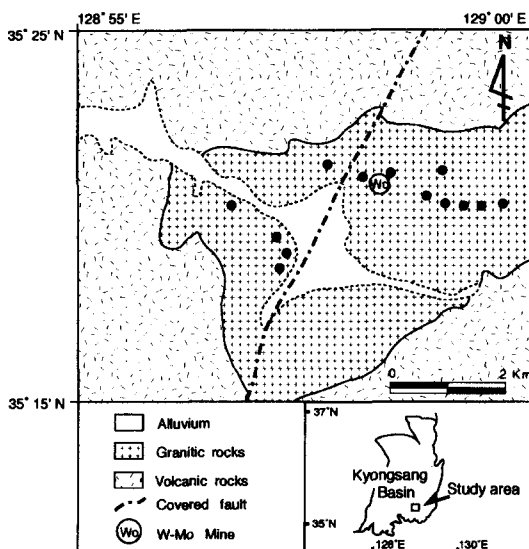 128° 55' E
129° 00' E
35° 25' N
N
Wo
0 2 Km
35° 15' N
Alluvium
Granitic rocks
Volcanic rocks
Covered fault
Wo W-Mo Mine
37°N
Kyongsang
Basin
Study area
35°N
128°E
130°E